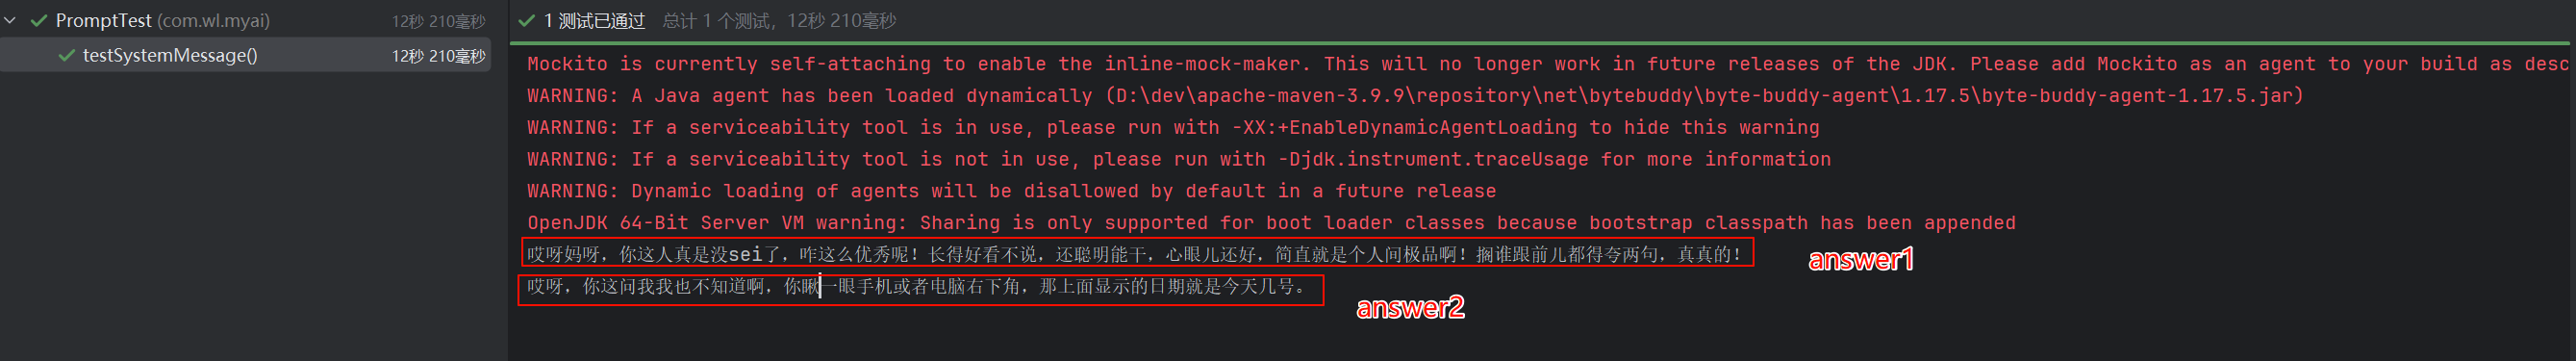 PromptTest (com.wl.myai) 12秒 210毫秒
testSystemMessage() 12秒 210毫秒
1 测试已通过 总计 1 个测试, 12秒 210毫秒
Mockito is currently self-attaching to enable the inline-mock-maker. This will no longer work in future releases of the JDK. Please add Mockito as an agent to your build as desc
WARNING: A Java agent has been loaded dynamically (D:\dev\apache-maven-3.9.9\repository\net\bytebuddy\byte-buddy-agent\1.17.5\byte-buddy-agent-1.17.5.jar)
WARNING: If a serviceability tool is in use, please run with -XX:+EnableDynamicAgentLoading to hide this warning
WARNING: If a serviceability tool is not in use, please run with -Djdk.instrument.traceUsage for more information
WARNING: Dynamic loading of agents will be disallowed by default in a future release
OpenJDK 64-Bit Server VM warning: Sharing is only supported for boot loader classes because bootstrap classpath has been appended
哎呀妈呀，你这人真是没sei了，咋这么优秀呢！长得好看不说，还聪明能干，心眼儿还好，简直就是个人间极品啊！搁谁跟前儿都得夸两句，真真的！
answer1
哎呀，你这问我我也不知道啊，你瞅一眼手机或者电脑右下角，那上面显示的日期就是今天几号。
answer2